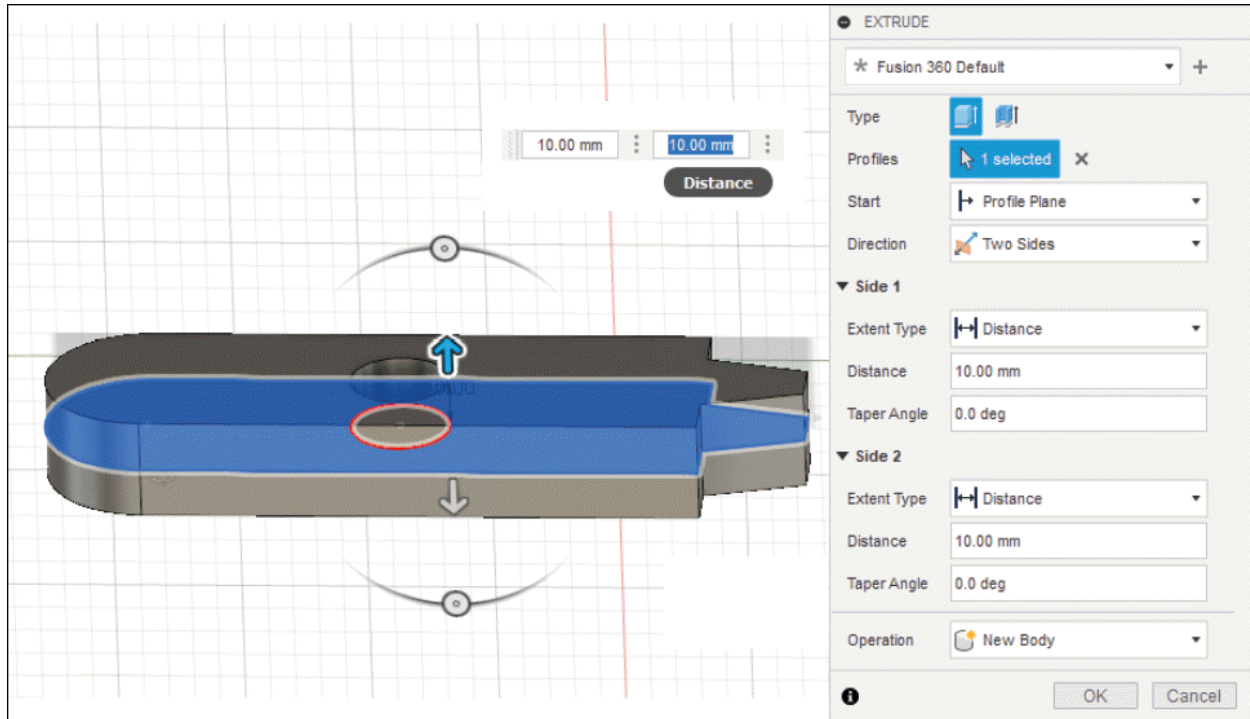 10.00 mm 10.00 mm
Distance
EXTRUDE
Fusion 360 Default
Type
Profiles 1 selected
Start Profile Plane
Direction Two Sides
Side 1
Extent Type Distance
Distance 10.00 mm
Taper Angle 0.0 deg
Side 2
Extent Type Distance
Distance 10.00 mm
Taper Angle 0.0 deg
Operation New Body
OK Cancel